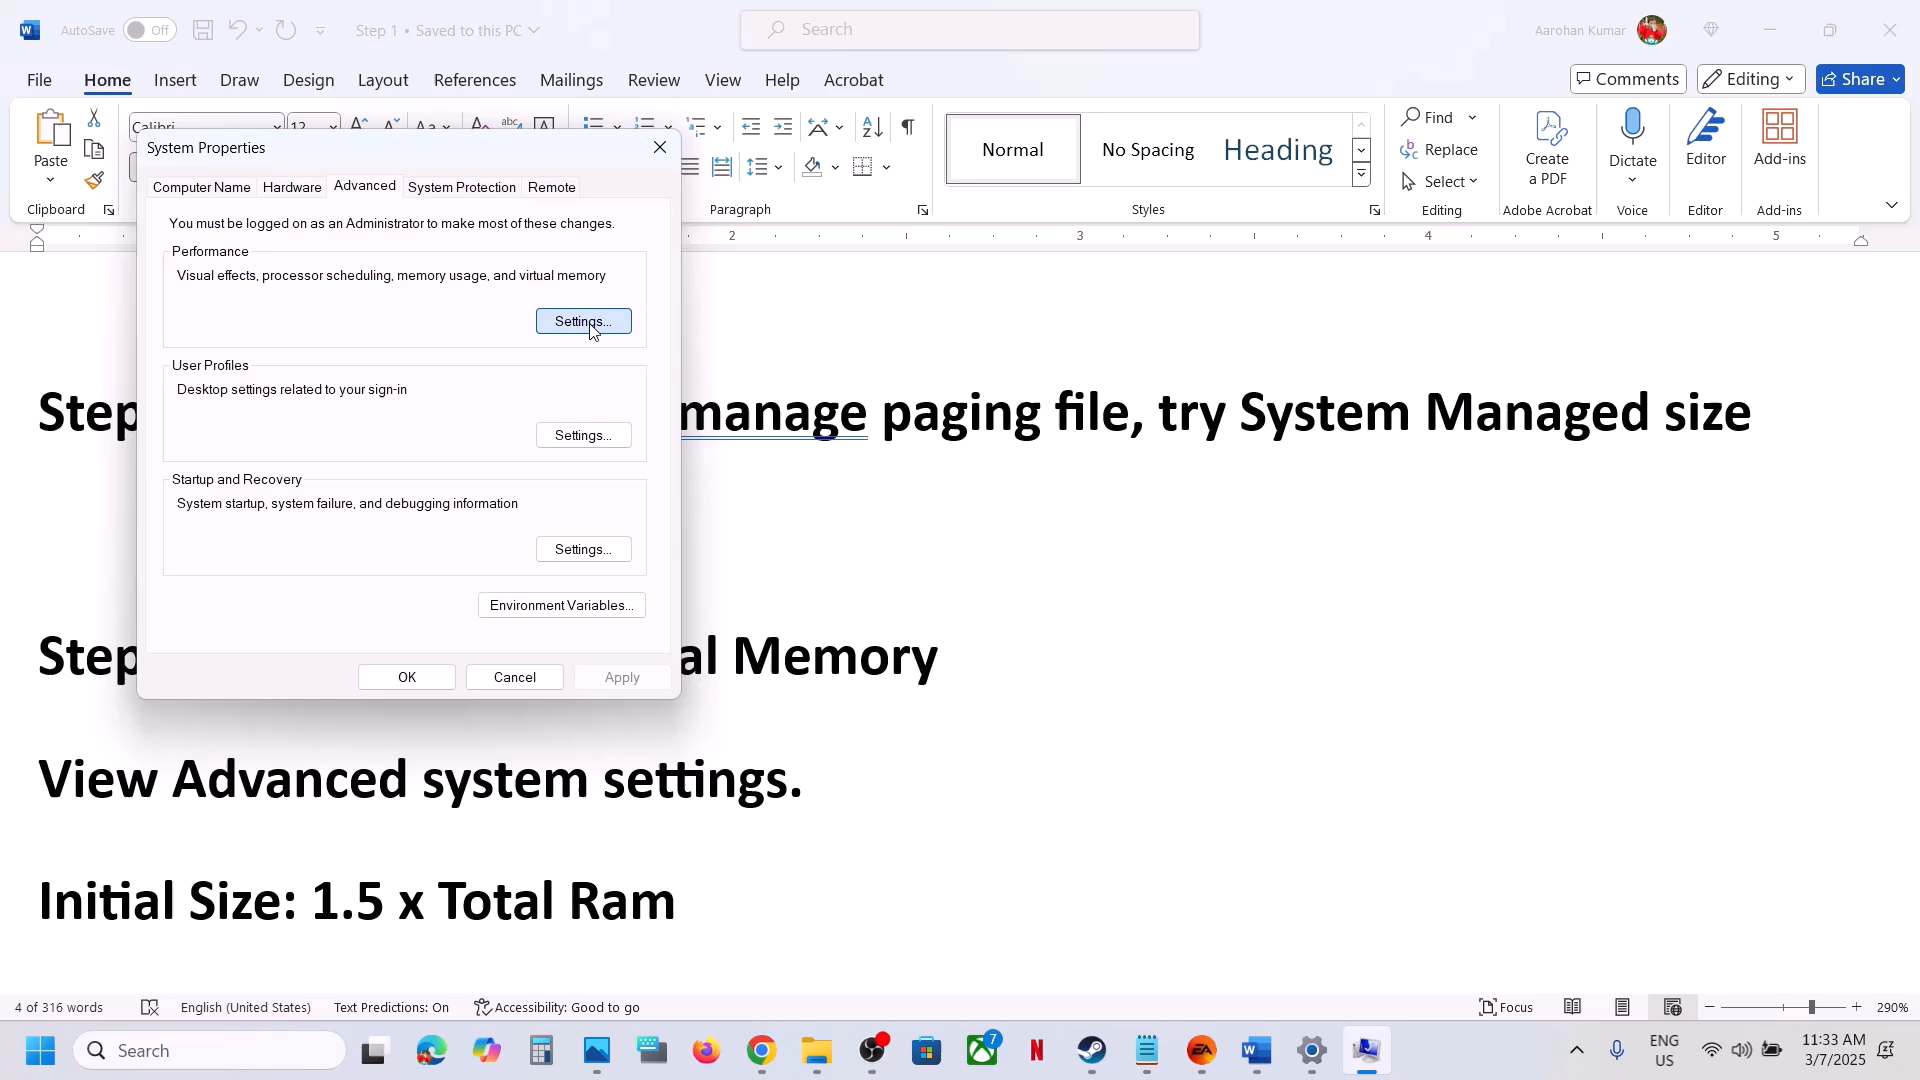 AutoSave Off Step 1 • Saved to this PC Search Aarohan Kumar
File Home Insert Draw Design Layout References Mailings Review View Help Acrobat Comments Editing Share
Paste
Clipboard
Calibri 12
Paragraph
Normal No Spacing Heading
Styles
Find
Replace
Select
Editing
Create
a PDF
Adobe Acrobat
Dictate
Voice
Editor
Editor
Add-ins
Add-ins
2 3 4 5
System Properties
Computer Name Hardware Advanced System Protection Remote
You must be logged on as an Administrator to make most of these changes.
Performance
Visual effects, processor scheduling, memory usage, and virtual memory
Settings...
User Profiles
Desktop settings related to your sign-in
Settings...
Startup and Recovery
System startup, system failure, and debugging information
Settings...
Environment Variables...
OK Cancel Apply
Step manage paging file, try System Managed size
Step al Memory
View Advanced system settings.
Initial Size: 1.5 x Total Ram
4 of 316 words English (United States) Text Predictions: On Accessibility: Good to go Focus 290%
Search 7 ENG
US
11:33 AM
3/7/2025